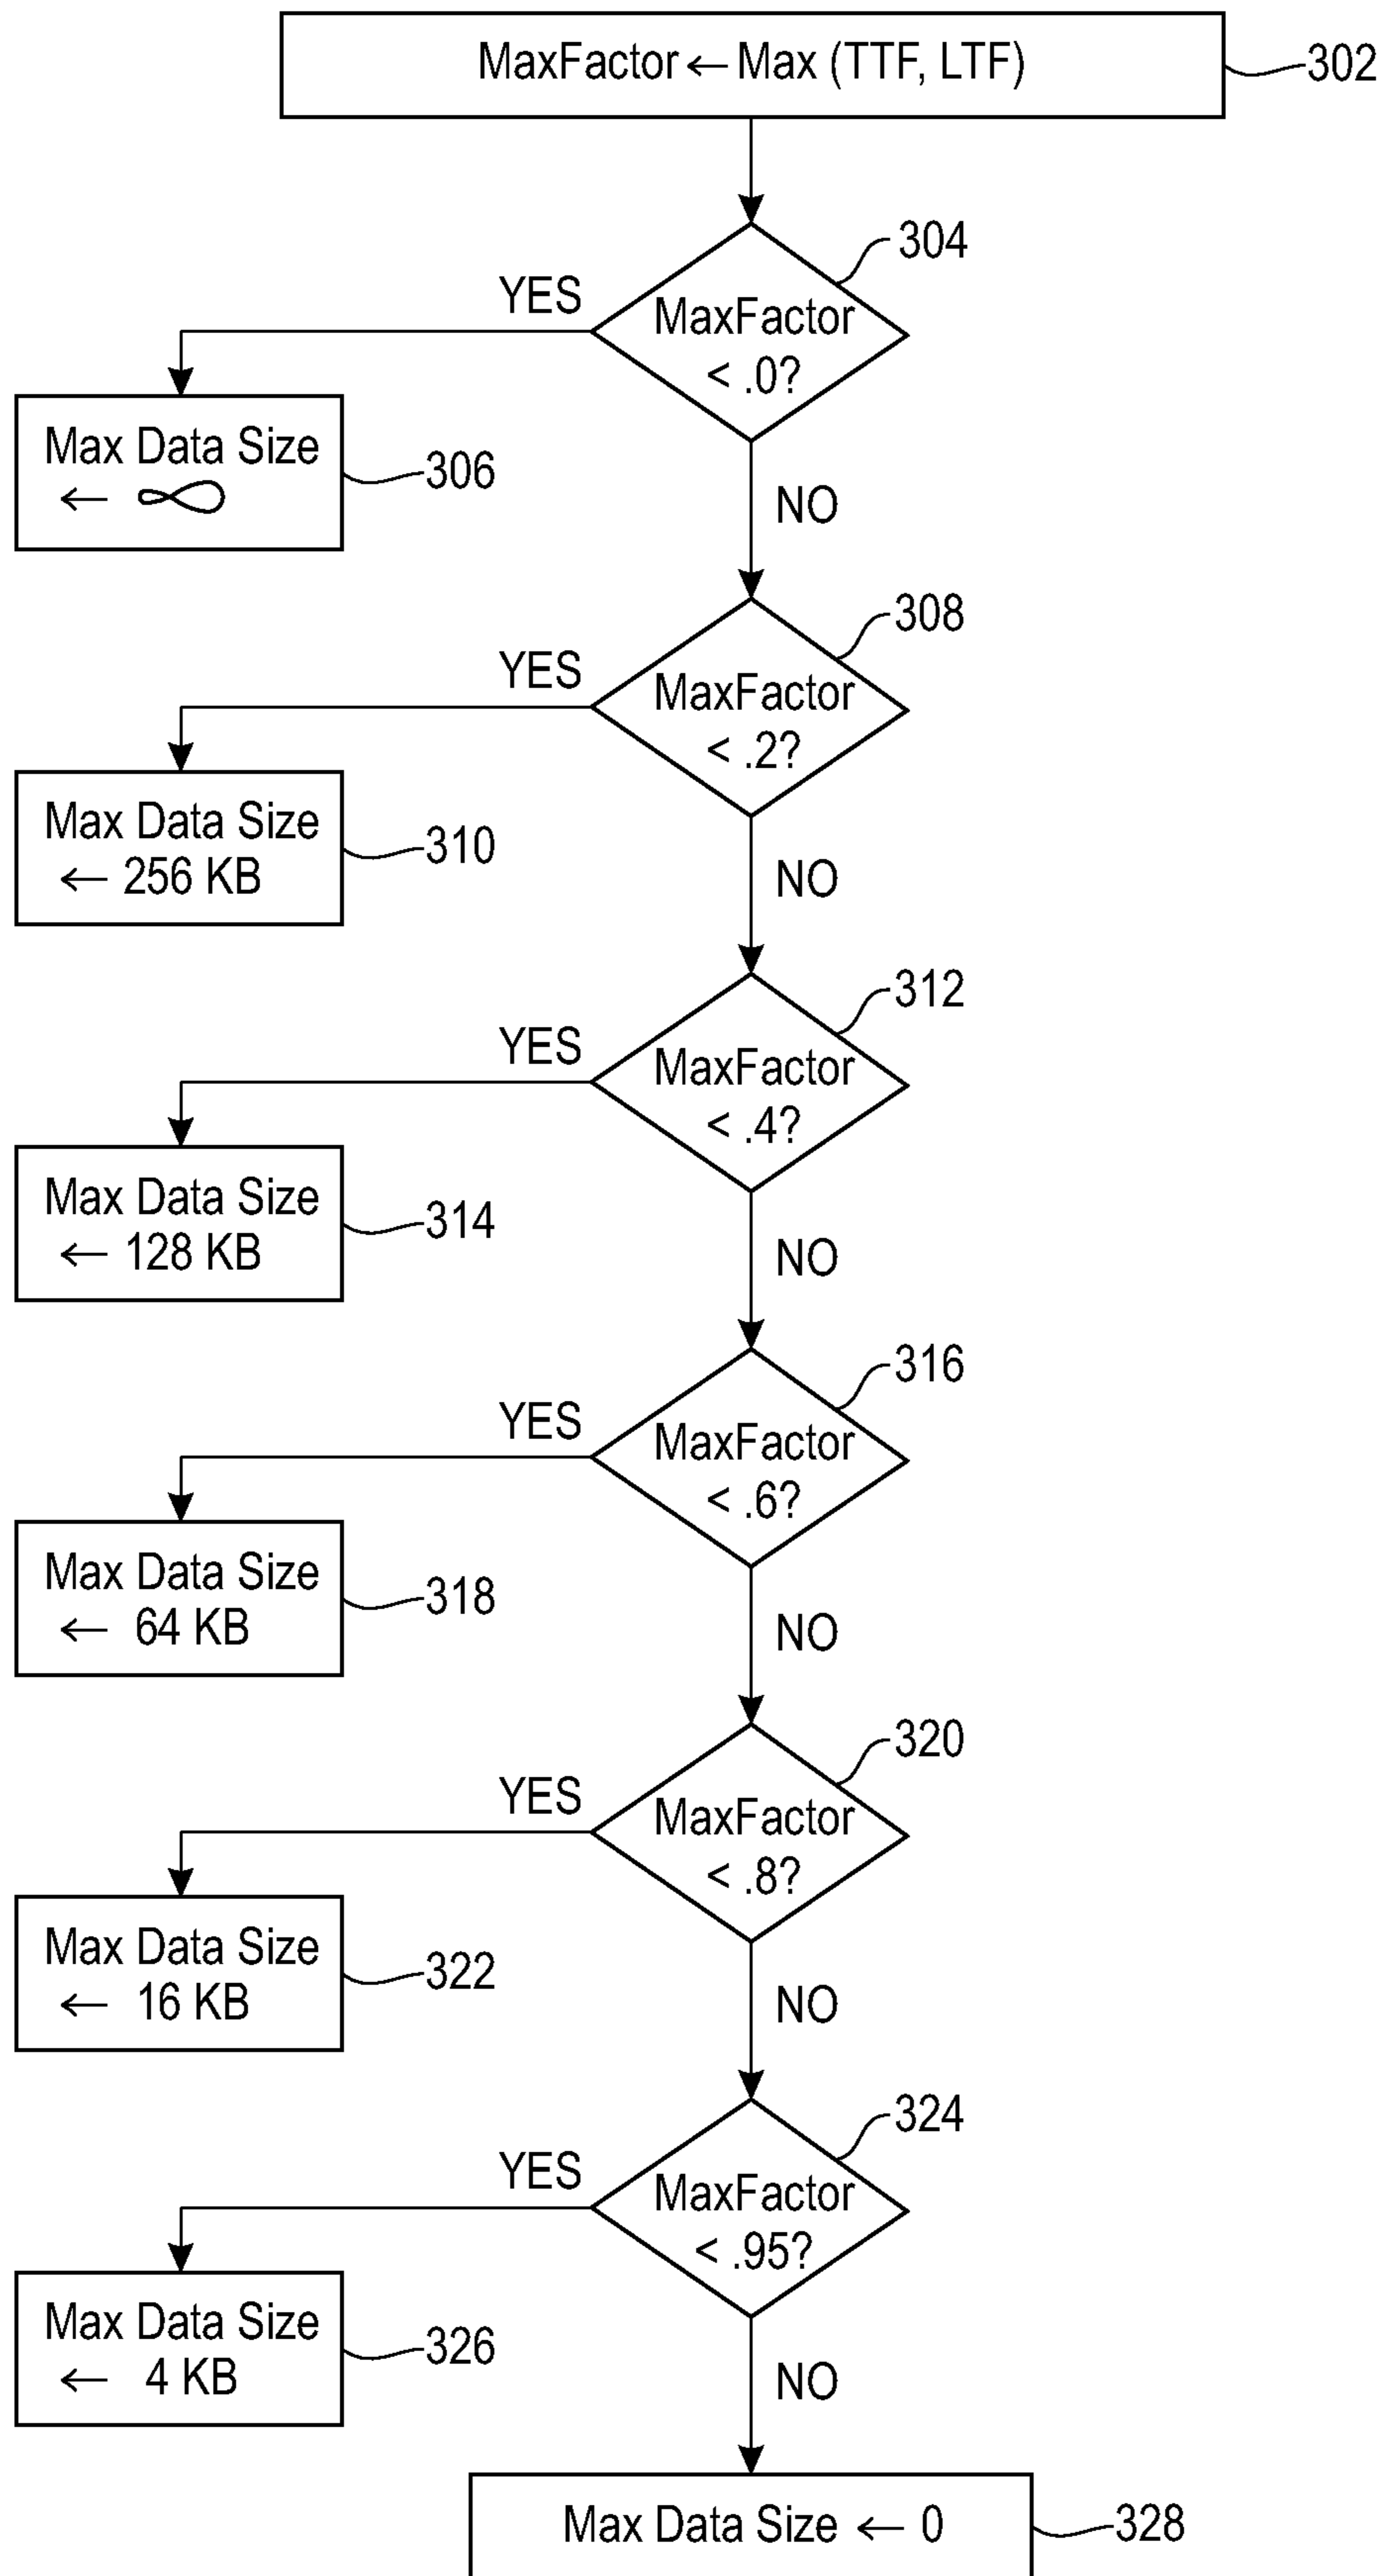 MaxFactor ← Max (TTF, LTF)
302
304
YES
MaxFactor
< .0?
Max Data Size
← ∞
306
NO
308
YES
MaxFactor
< .2?
Max Data Size
← 256 KB
310
NO
312
YES
MaxFactor
< .4?
Max Data Size
← 128 KB
314
NO
316
YES
MaxFactor
< .6?
Max Data Size
← 64 KB
318
NO
320
YES
MaxFactor
< .8?
Max Data Size
← 16 KB
322
NO
324
YES
MaxFactor
< .95?
Max Data Size
← 4 KB
326
NO
Max Data Size ← 0
328